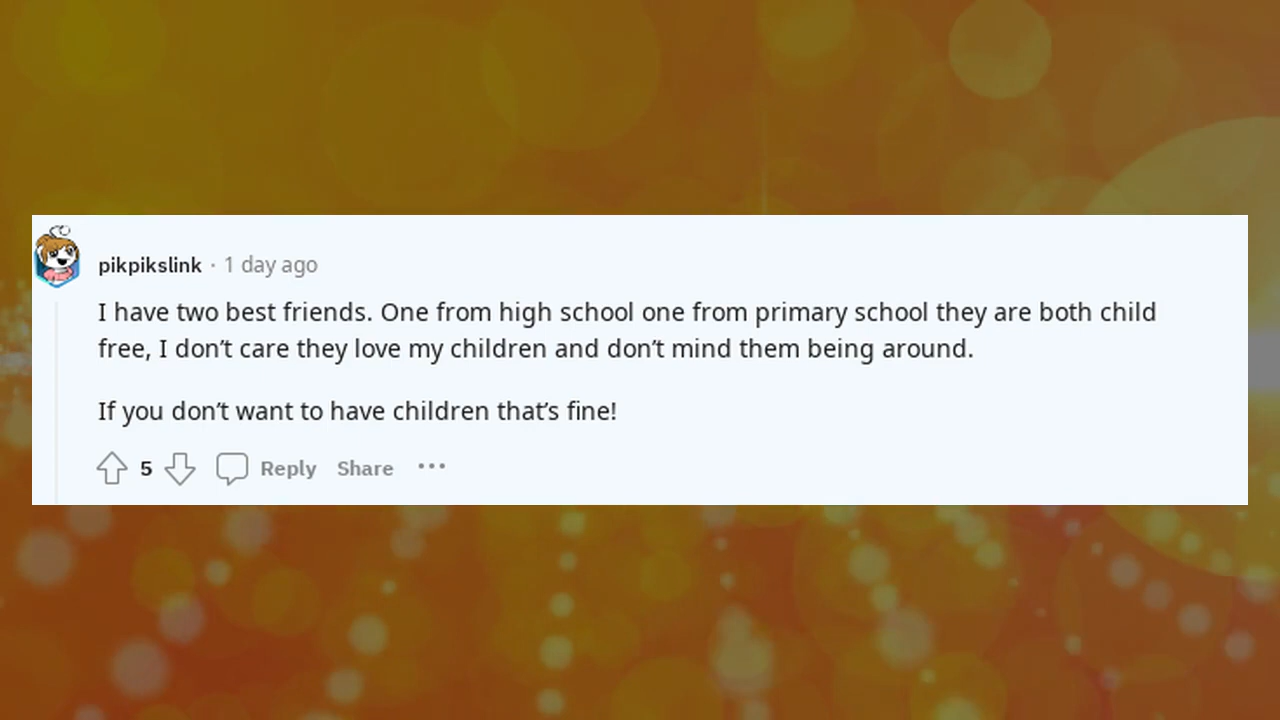 pikpikslink · 1 day ago
I have two best friends. One from high school one from primary school they are both child
free, I don’t care they love my children and don’t mind them being around.
If you don’t want to have children that’s fine!
5 Reply Share ···